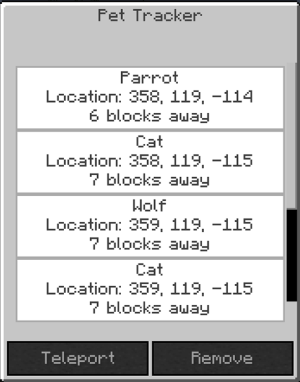 Pet Tracker
Parrot
Location: 358, 119, -114
6 blocks away
Cat
Location: 358, 119, -115
7 blocks away
Wolf
Location: 359, 119, -115
7 blocks away
Cat
Location: 359, 119, -115
7 blocks away
Teleport
Remove